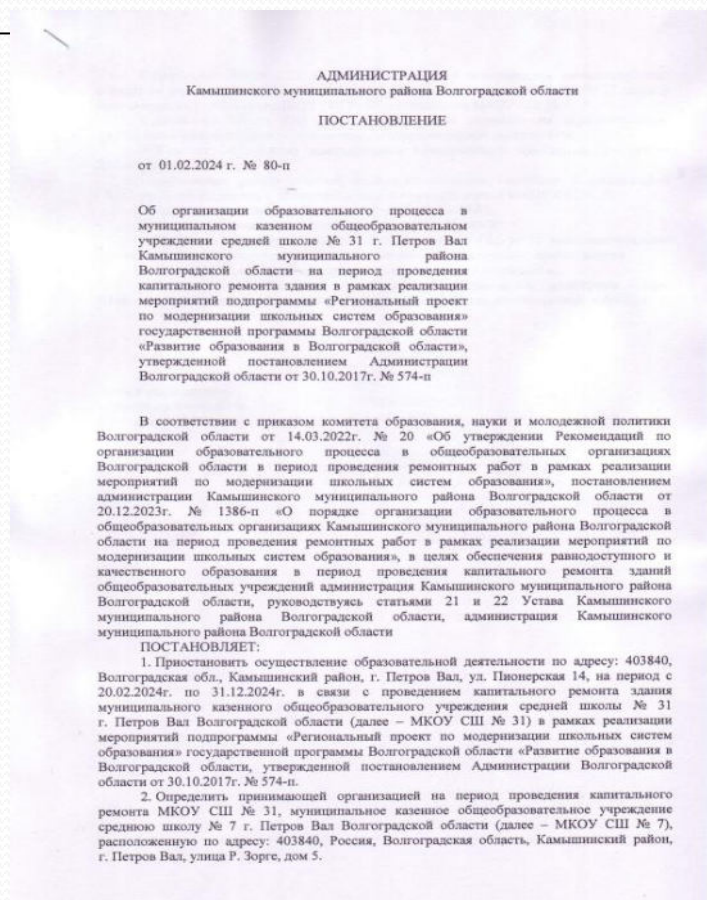 АДМИНИСТРАЦИЯ
Камышинского муниципального района Волгоградской области
ПОСТАНОВЛЕНИЕ
от 01.02.2024 г. № 80-п
Об организации образовательного процесса в
муниципальном казенном общеобразовательном
учреждении средней школе № 31 г. Петров Вал
Камышинского муниципального района
Волгоградской области на период проведения
капитального ремонта здания в рамках реализации
мероприятий подпрограммы «Региональный проект
по модернизации школьных систем образования»
государственной программы Волгоградской области
«Развитие образования в Волгоградской области»,
утвержденной постановлением Администрации
Волгоградской области от 30.10.2017г. № 574-п
В соответствии с приказом комитета образования, науки и молодежной политики
Волгоградской области от 14.03.2022г. № 20 «Об утверждении Рекомендаций по
организации образовательного процесса в общеобразовательных организациях
Волгоградской области в период проведения ремонтных работ в рамках реализации
мероприятий по модернизации школьных систем образования», постановлением
администрации Камышинского муниципального района Волгоградской области от
20.12.2023г. № 1386-п «О порядке организации образовательного процесса в
общеобразовательных организациях Камышинского муниципального района Волгоградской
области на период проведения ремонтных работ в рамках реализации мероприятий по
модернизации школьных систем образования», в целях обеспечения равнодоступного и
качественного образования в период проведения капитального ремонта зданий
общеобразовательных учреждений администрация Камышинского муниципального района
Волгоградской области, руководствуясь статьями 21 и 22 Устава Камышинского
муниципального района Волгоградской области, администрация Камышинского
муниципального района Волгоградской области
ПОСТАНОВЛЯЕТ:
1. Приостановить осуществление образовательной деятельности по адресу: 403840,
Волгоградская обл., Камышинский район, г. Петров Вал, ул. Пионерская 14, на период с
20.02.2024г. по 31.12.2024г. в связи с проведением капитального ремонта здания
муниципального казенного общеобразовательного учреждения средней школы № 31
г. Петров Вал Волгоградской области (далее – МКОУ СШ № 31) в рамках реализации
мероприятий подпрограммы «Региональный проект по модернизации школьных систем
образования» государственной программы Волгоградской области «Развитие образования в
Волгоградской области, утвержденной постановлением Администрации Волгоградской
области от 30.10.2017г. № 574-п.
2. Определить принимающей организацией на период проведения капитального
ремонта МКОУ СШ № 31, муниципальное казенное общеобразовательное учреждение
среднюю школу № 7 г. Петров Вал Волгоградской области (далее – МКОУ СШ № 7),
расположенную по адресу: 403840, Россия, Волгоградская область, Камышинский район,
г. Петров Вал, улица Р. Зорге, дом 5.